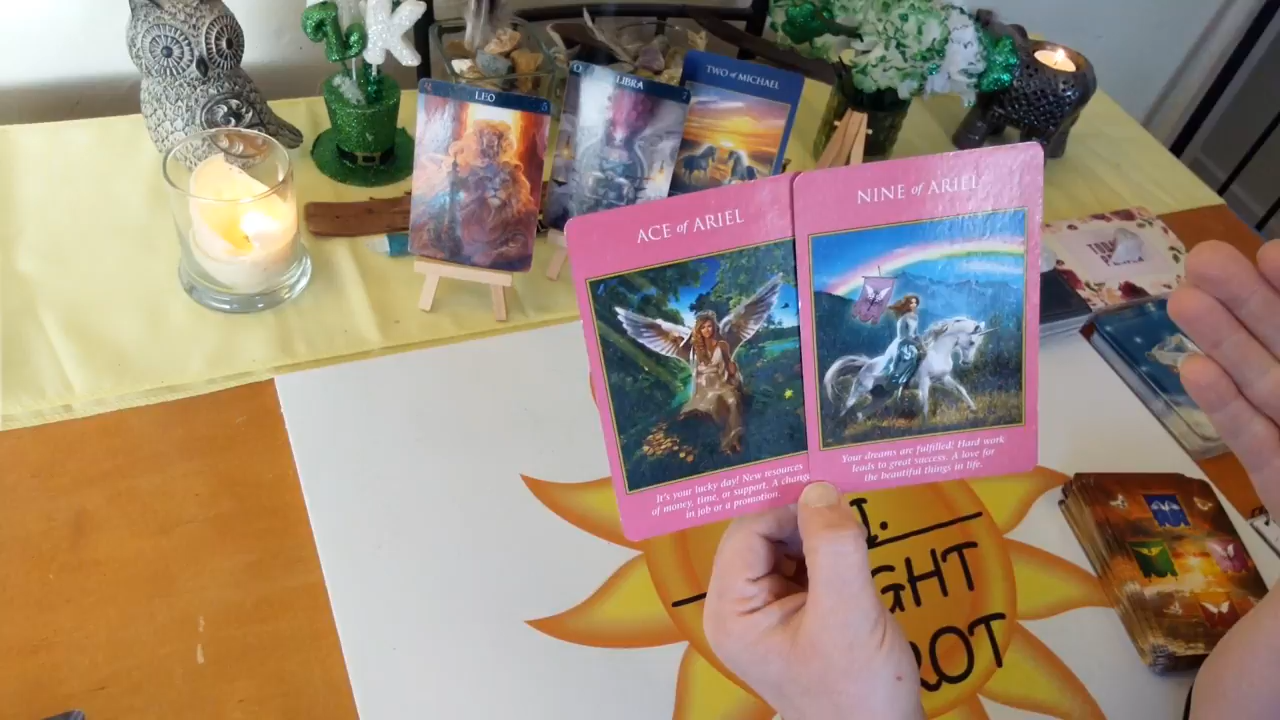 K
LEO
LIBRA
TWO of MICHAEL
ACE of ARIEL
It's your lucky day! New resources
of money, time, or support. A change
in job or a promotion.
NINE of ARIEL
Your dreams are fulfilled! Hard work
leads to great success. A love for
the beautiful things in life.